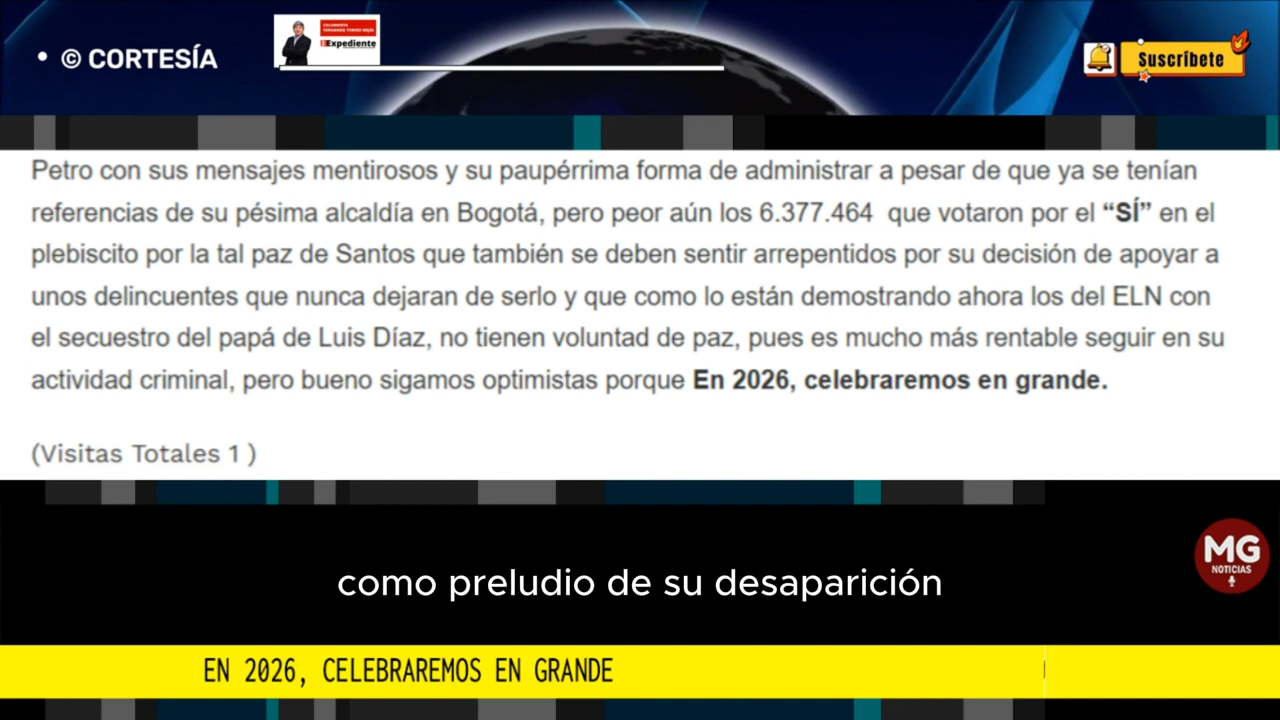 • © CORTESÍA
COLUMNISTA
FERNANDO TORRES MEJÍA
Expediente
Suscríbete
Petro con sus mensajes mentirosos y su paupérrima forma de administrar a pesar de que ya se tenían
referencias de su pésima alcaldía en Bogotá, pero peor aún los 6.377.464 que votaron por el “SÍ” en el
plebiscito por la tal paz de Santos que también se deben sentir arrepentidos por su decisión de apoyar a
unos delincuentes que nunca dejaran de serlo y que como lo están demostrando ahora los del ELN con
el secuestro del papá de Luis Díaz, no tienen voluntad de paz, pues es mucho más rentable seguir en su
actividad criminal, pero bueno sigamos optimistas porque En 2026, celebraremos en grande.
(Visitas Totales 1 )
MG
NOTICIAS
como preludio de su desaparición
EN 2026, CELEBRAREMOS EN GRANDE